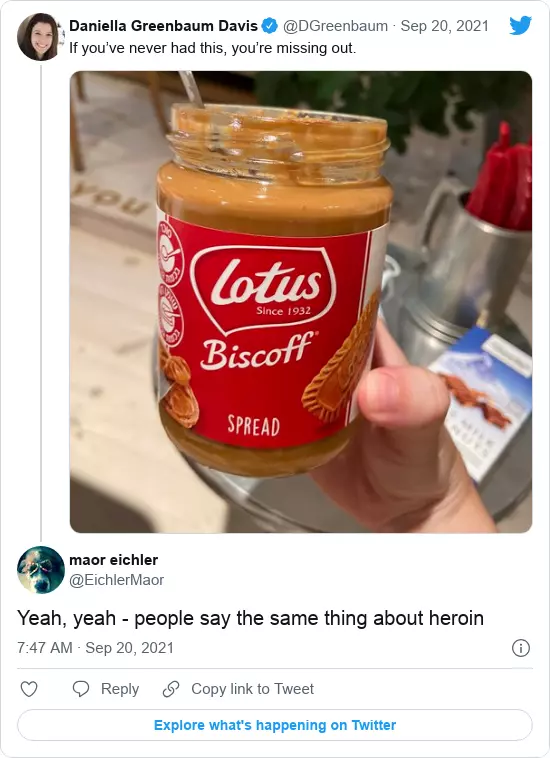 Daniella Greenbaum Davis @DGreenbaum · Sep 20, 2021
If you’ve never had this, you’re missing out.
you
Lotus
Since 1932
Biscoff
SPREAD
MILK
maor eichler
@EichlerMaor
Yeah, yeah - people say the same thing about heroin
7:47 AM · Sep 20, 2021
Reply
Copy link to Tweet
Explore what's happening on Twitter